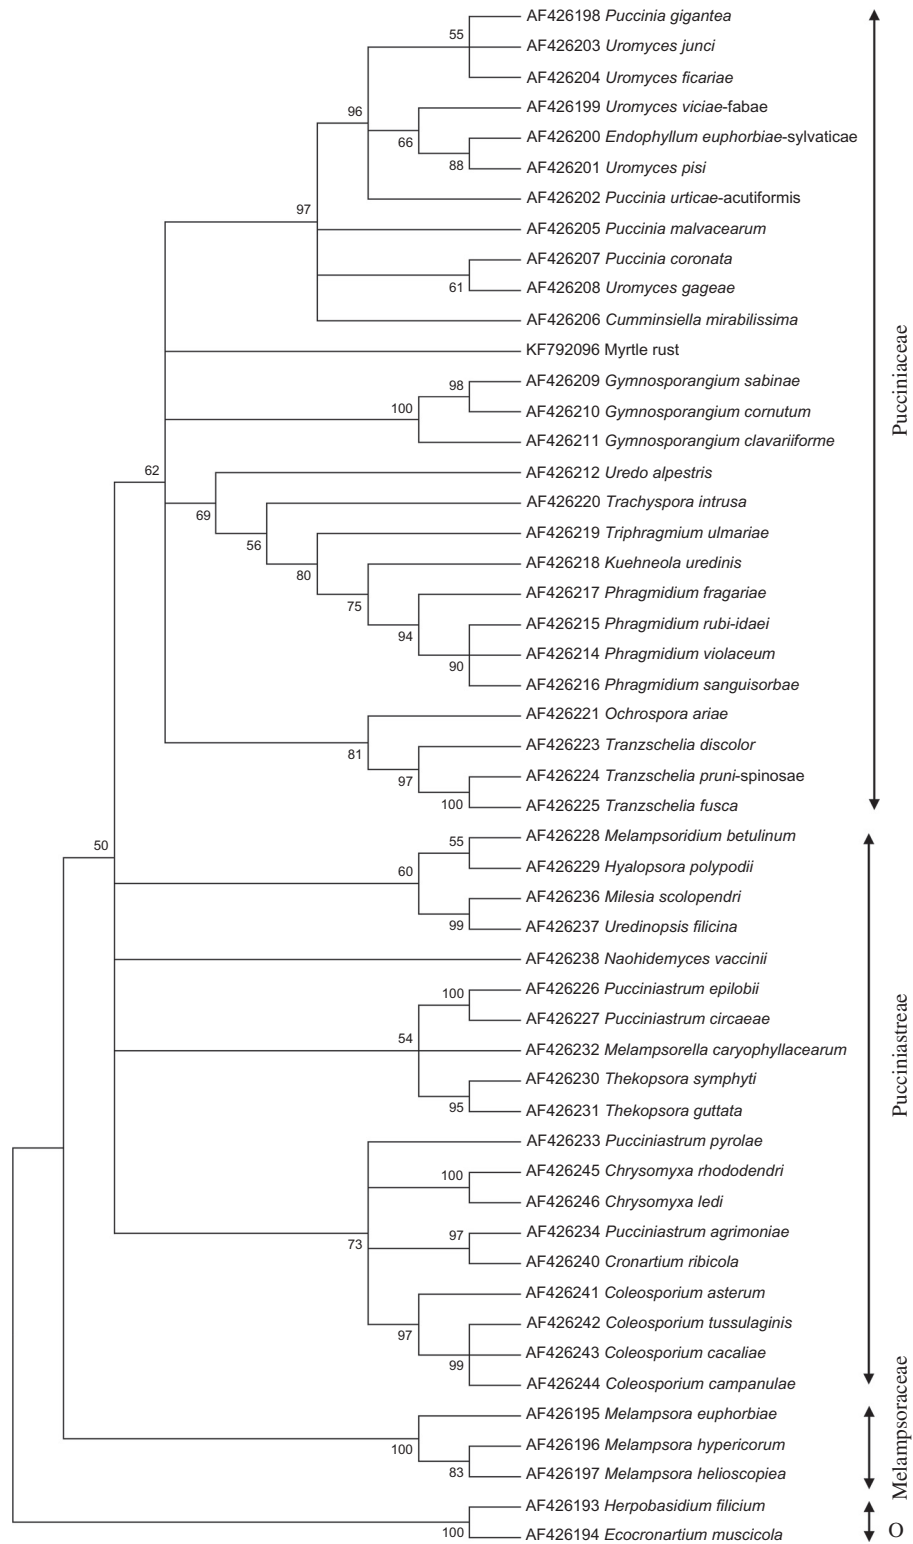 AF426198 Puccinia gigantea
55
AF426203 Uromyces junci
AF426204 Uromyces ficariae
AF426199 Uromyces viciae-fabae
96
66
AF426200 Endophyllum euphorbiae-sylvaticae
88
AF426201 Uromyces pisi
AF426202 Puccinia urticae-acutiformis
97
AF426205 Puccinia malvacearum
AF426207 Puccinia coronata
61
AF426208 Uromyces gageae
AF426206 Cumminsiella mirabilissima
KF792096 Myrtle rust
98
AF426209 Gymnosporangium sabinae
100
AF426210 Gymnosporangium cornutum
AF426211 Gymnosporangium clavariiforme
62
AF426212 Uredo alpestris
69
AF426220 Trachyspora intrusa
56
AF426219 Triphragmium ulmariae
80
AF426218 Kuehneola uredinis
75
AF426217 Phragmidium fragariae
94
AF426215 Phragmidium rubi-idaei
90
AF426214 Phragmidium violaceum
AF426216 Phragmidium sanguisorbae
AF426221 Ochrospora ariae
81
AF426223 Tranzschelia discolor
97
AF426224 Tranzschelia pruni-spinosae
100
AF426225 Tranzschelia fusca
Pucciniaceae
50
55
AF426228 Melampsoridium betulinum
60
AF426229 Hyalopsora polypodii
AF426236 Milesia scolopendri
99
AF426237 Uredinopsis filicina
AF426238 Naohidemyces vaccinii
100
AF426226 Pucciniastrum epilobii
AF426227 Pucciniastrum circaeae
54
AF426232 Melampsorella caryophyllacearum
AF426230 Thekopsora symphyti
95
AF426231 Thekopsora guttata
AF426233 Pucciniastrum pyrolae
100
AF426245 Chrysomyxa rhododendri
AF426246 Chrysomyxa ledi
73
97
AF426234 Pucciniastrum agrimoniae
AF426240 Cronartium ribicola
AF426241 Coleosporium asterum
97
AF426242 Coleosporium tussulaginis
99
AF426243 Coleosporium cacaliae
AF426244 Coleosporium campanulae
Pucciniastreae
AF426195 Melampsora euphorbiae
100
AF426196 Melampsora hypericorum
83
AF426197 Melampsora helioscopiea
Melampsoraceae
AF426193 Herpobasidium filicium
100
AF426194 Ecocronartium muscicola
O